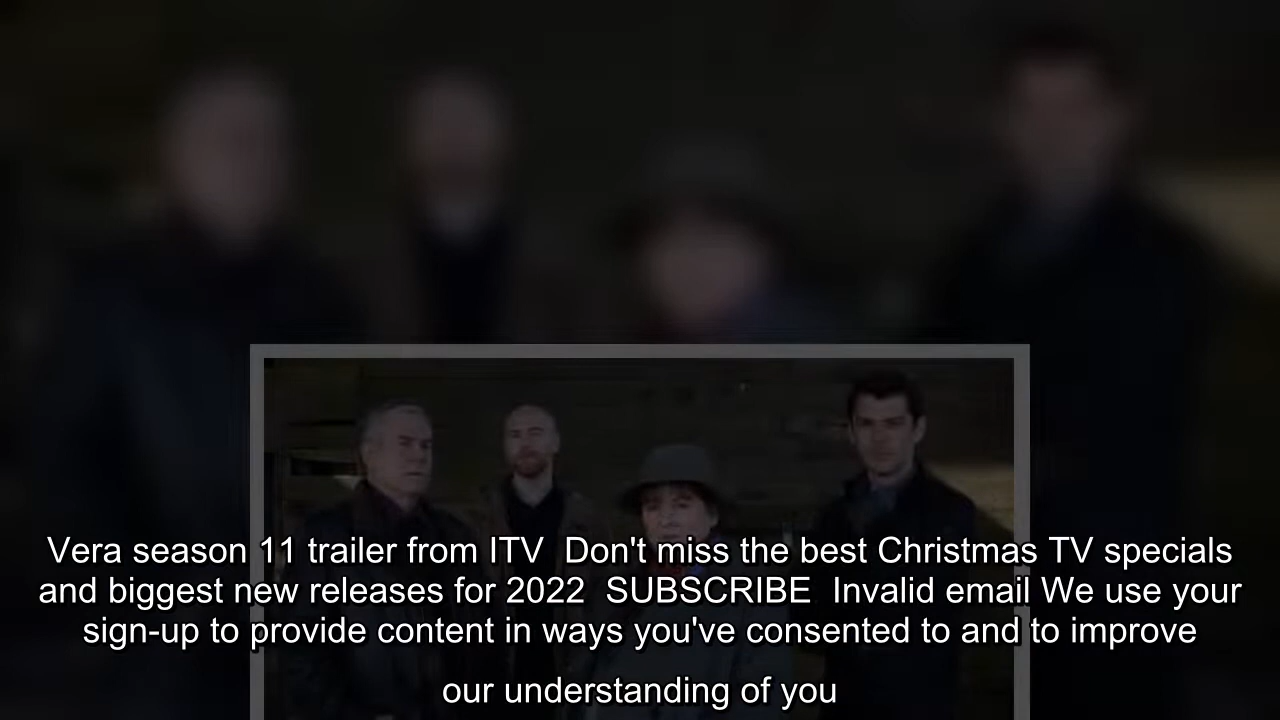 Vera season 11 trailer from ITV  Don't miss the best Christmas TV specials
and biggest new releases for 2022  SUBSCRIBE  Invalid email We use your
sign-up to provide content in ways you've consented to and to improve
our understanding of you